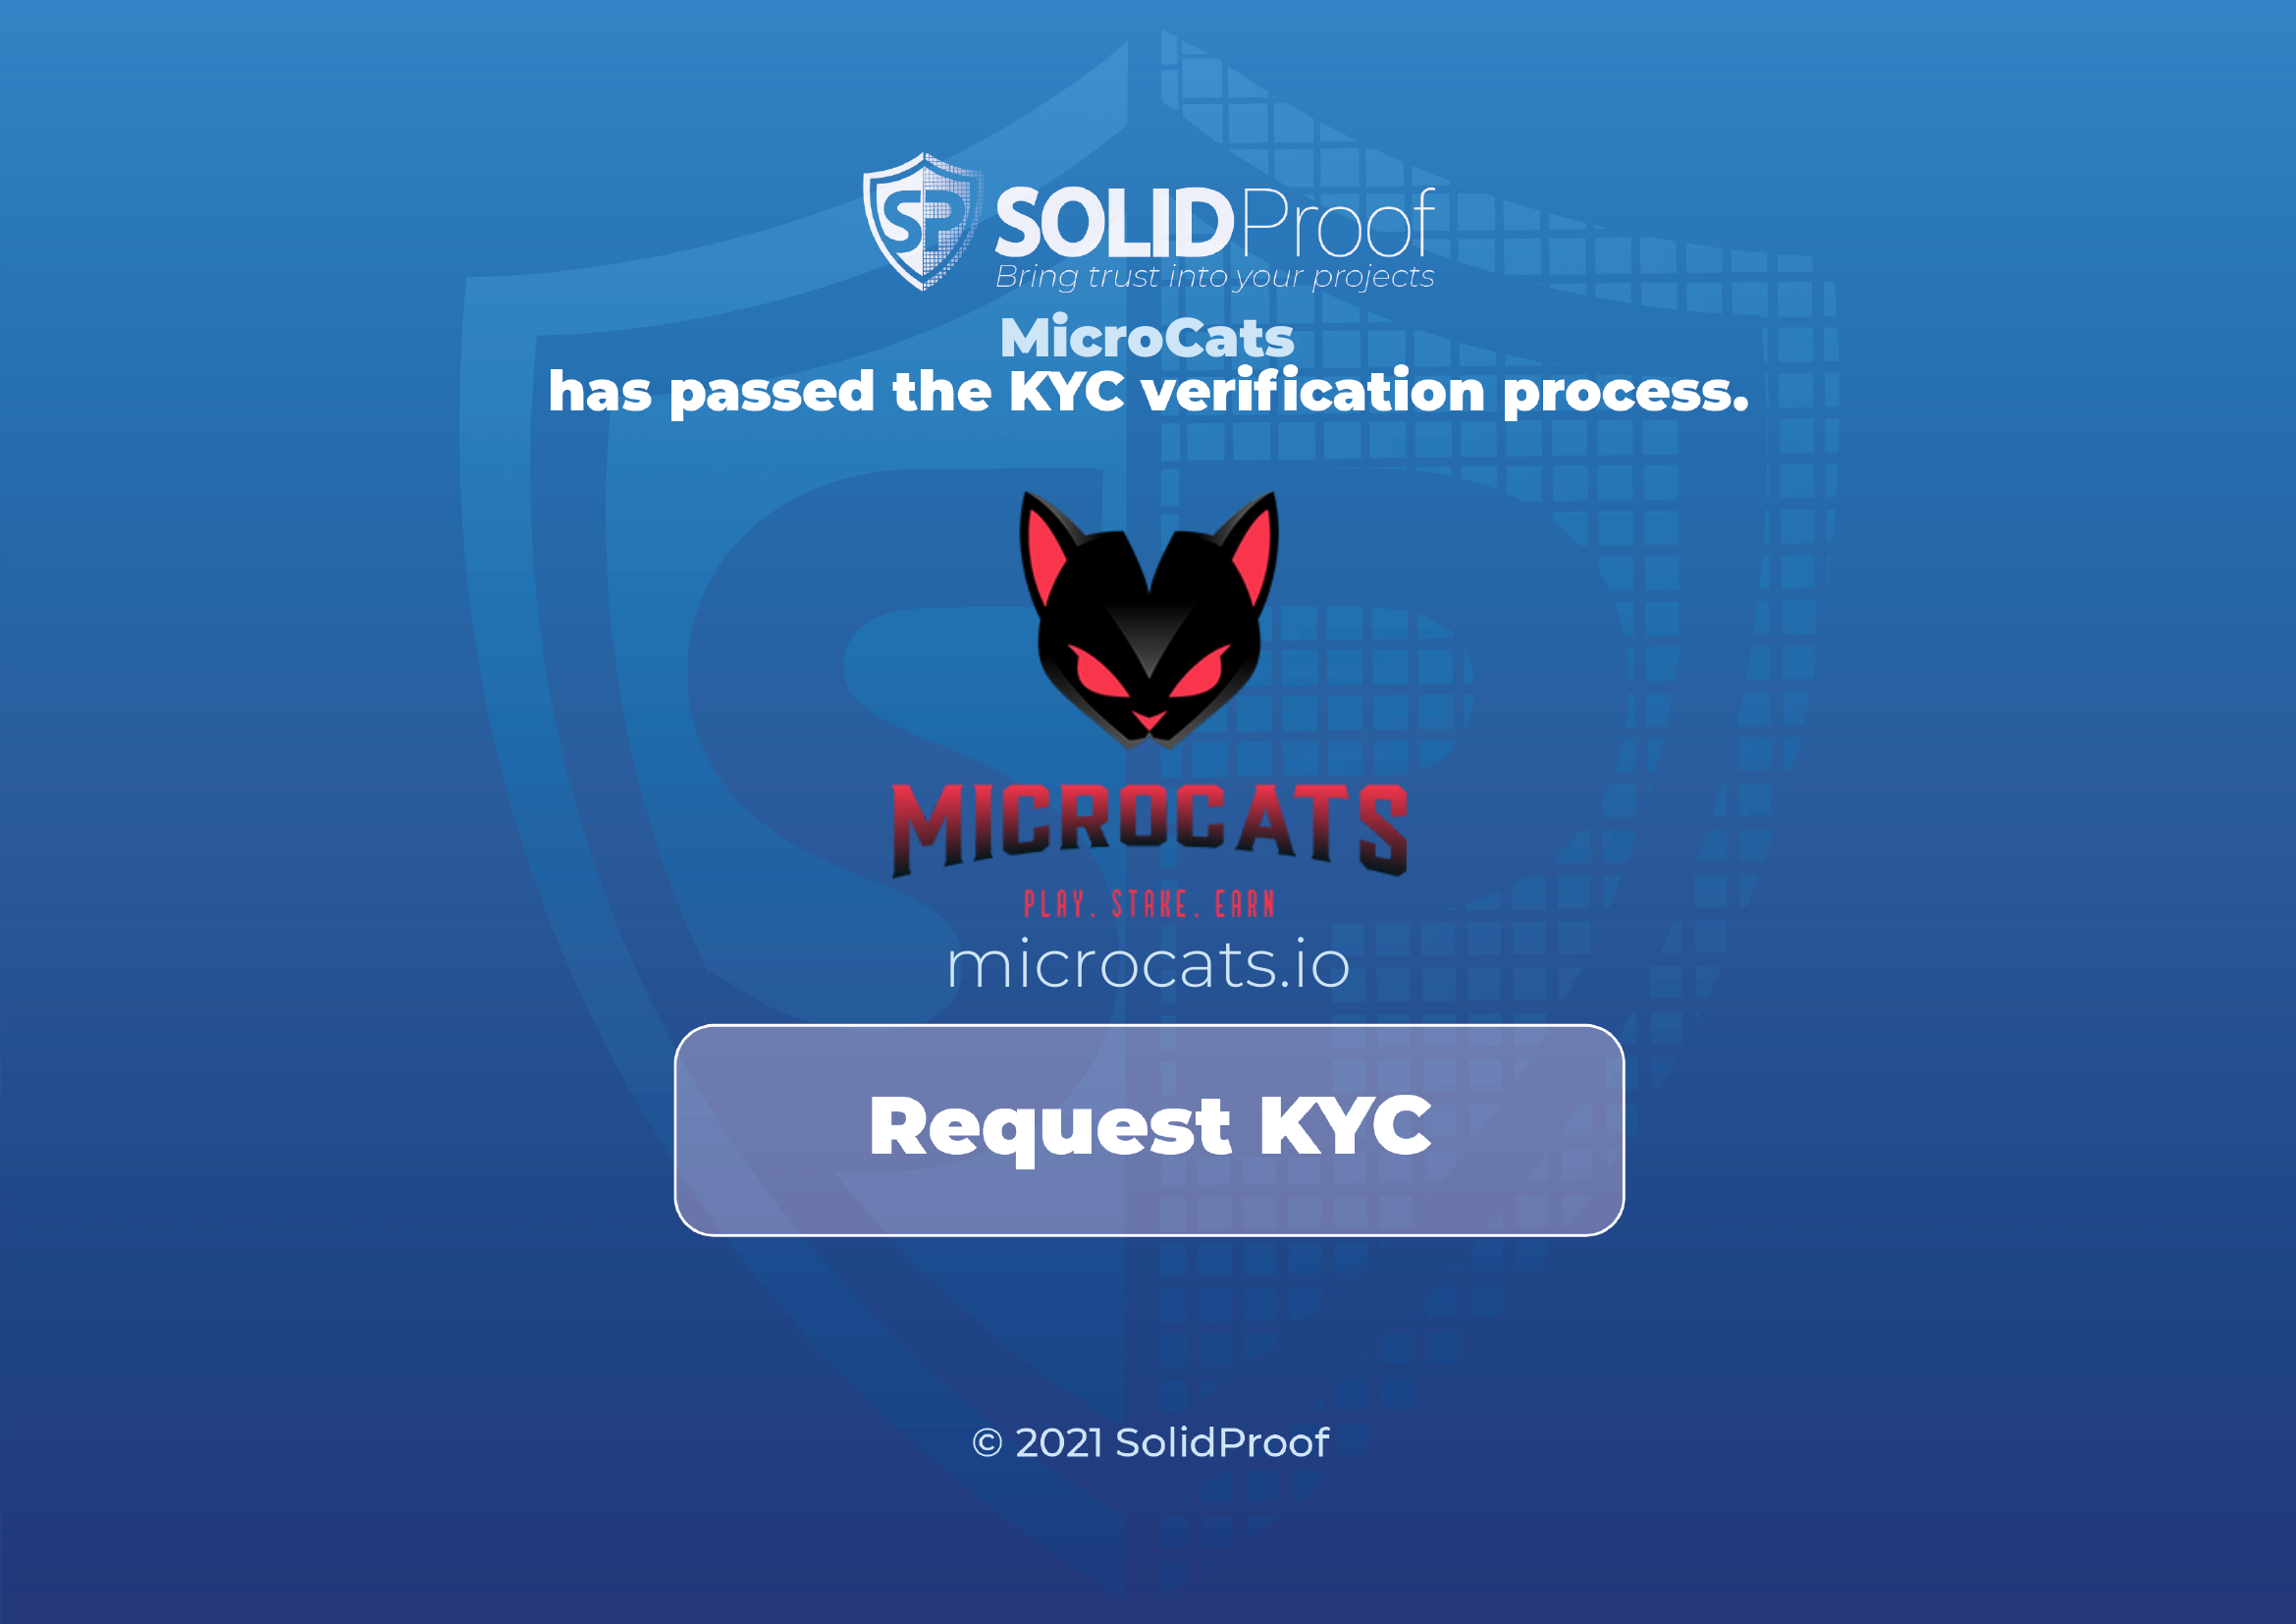 SP SOLIDProof
Bring trust into your projects
MicroCats
has passed the KYC verification process.
MICROCATS
PLAY. STAKE. EARN
microcats.io
Request KYC
© 2021 SolidProof